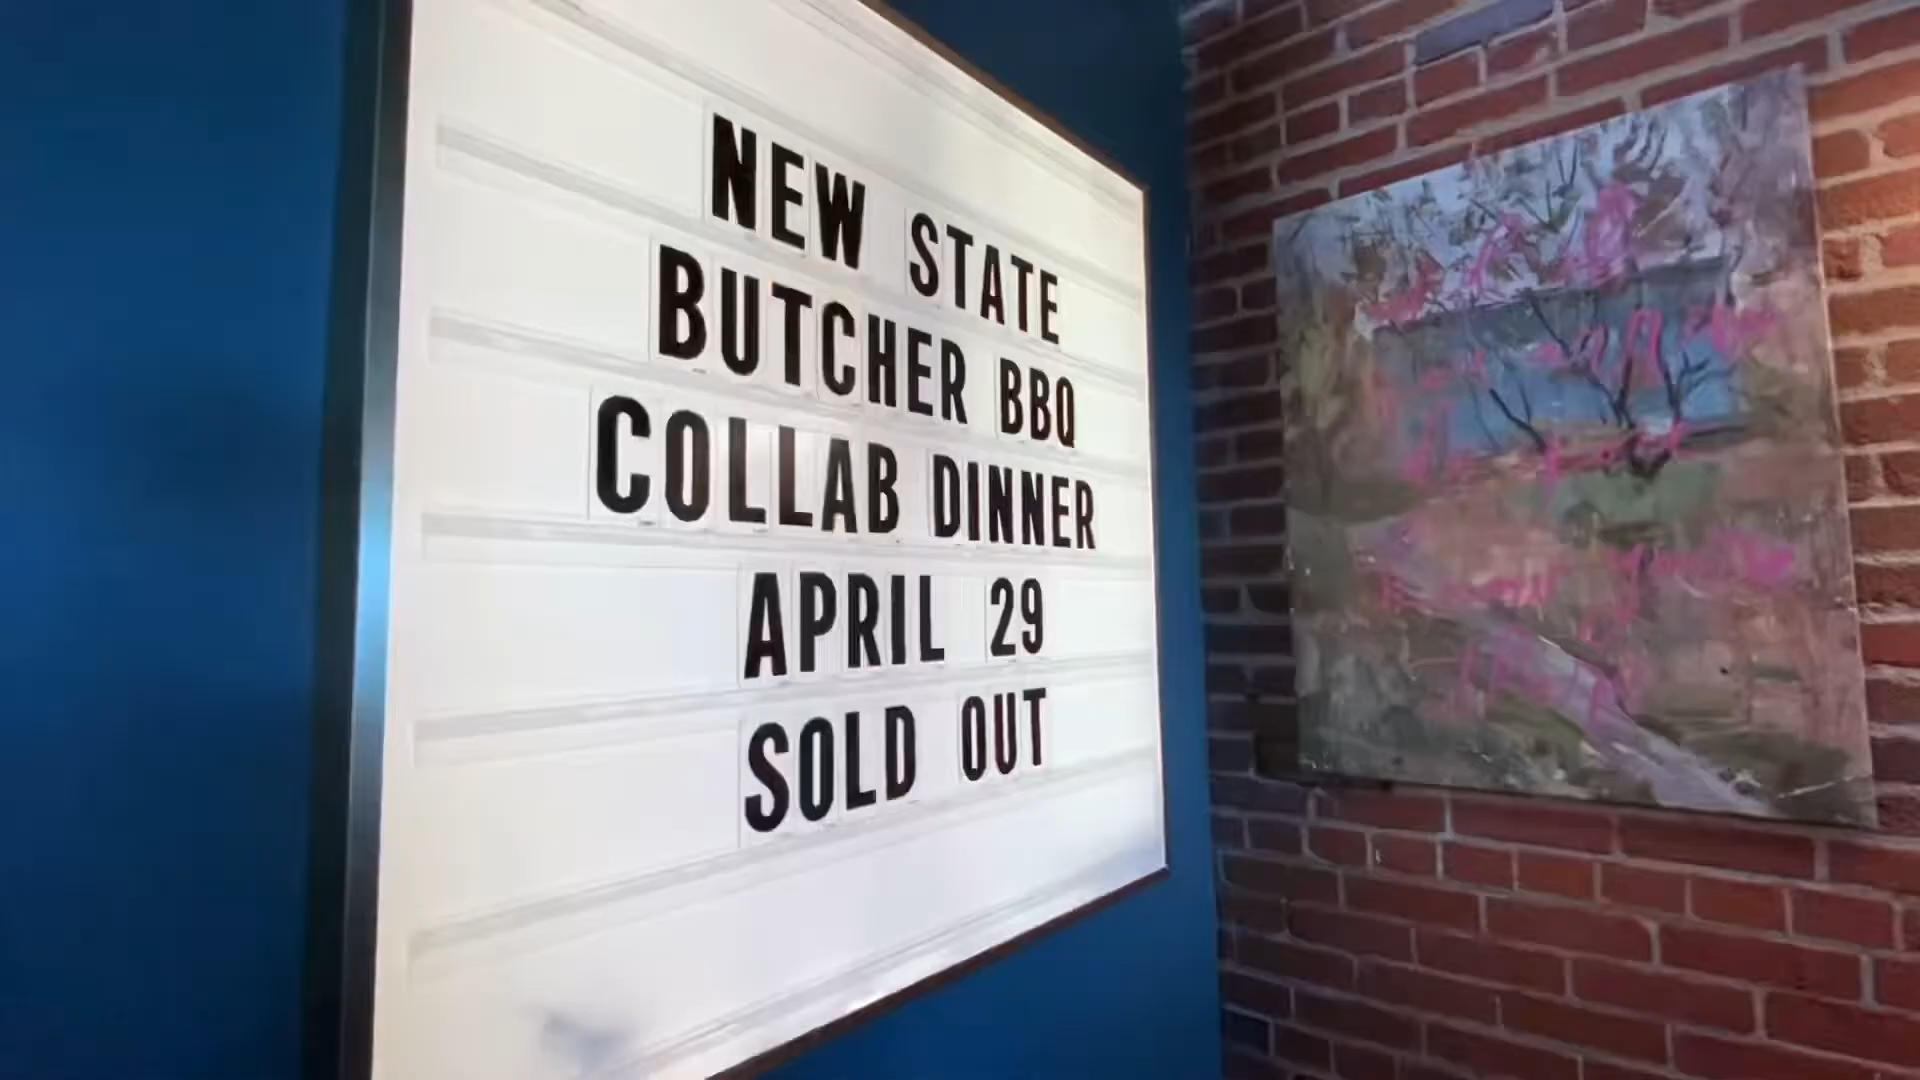 NEW STATE
BUTCHER BBQ
COLLAB DINNER
APRIL 29
SOLD OUT